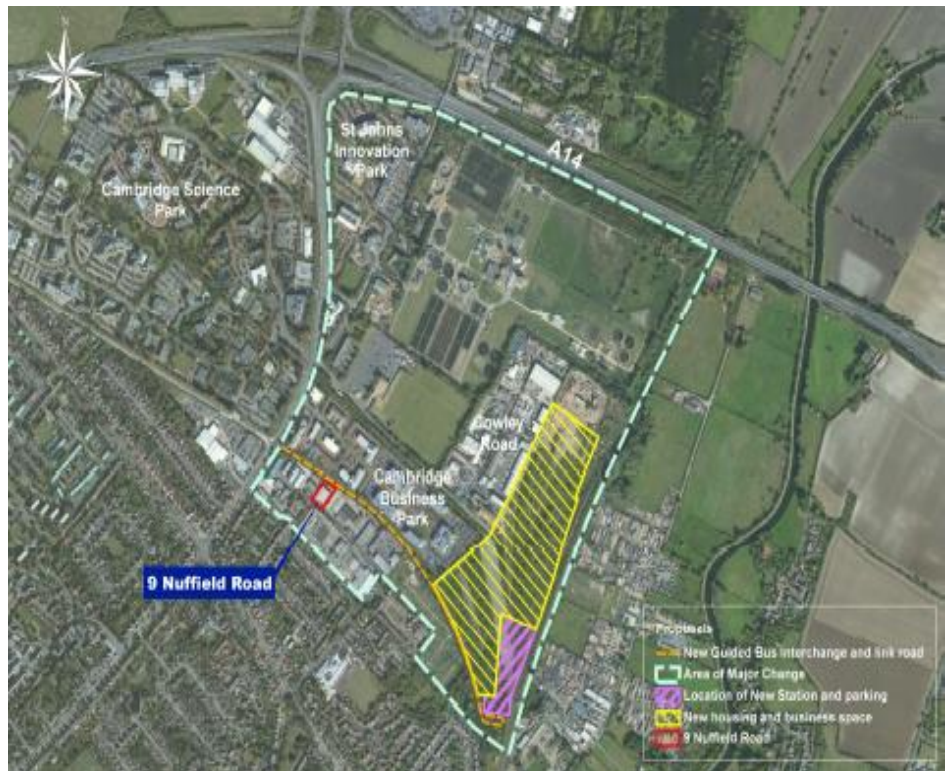 N
St Johns
Innovation
Park
A14
Cambridge Science
Park
Cowley
Road
Cambridge
Business
Park
9 Nuffield Road
Proposals
New Guided Bus Interchange and link road
Area of Major Change
Location of New Station and parking
New housing and business space
9 Nuffield Road